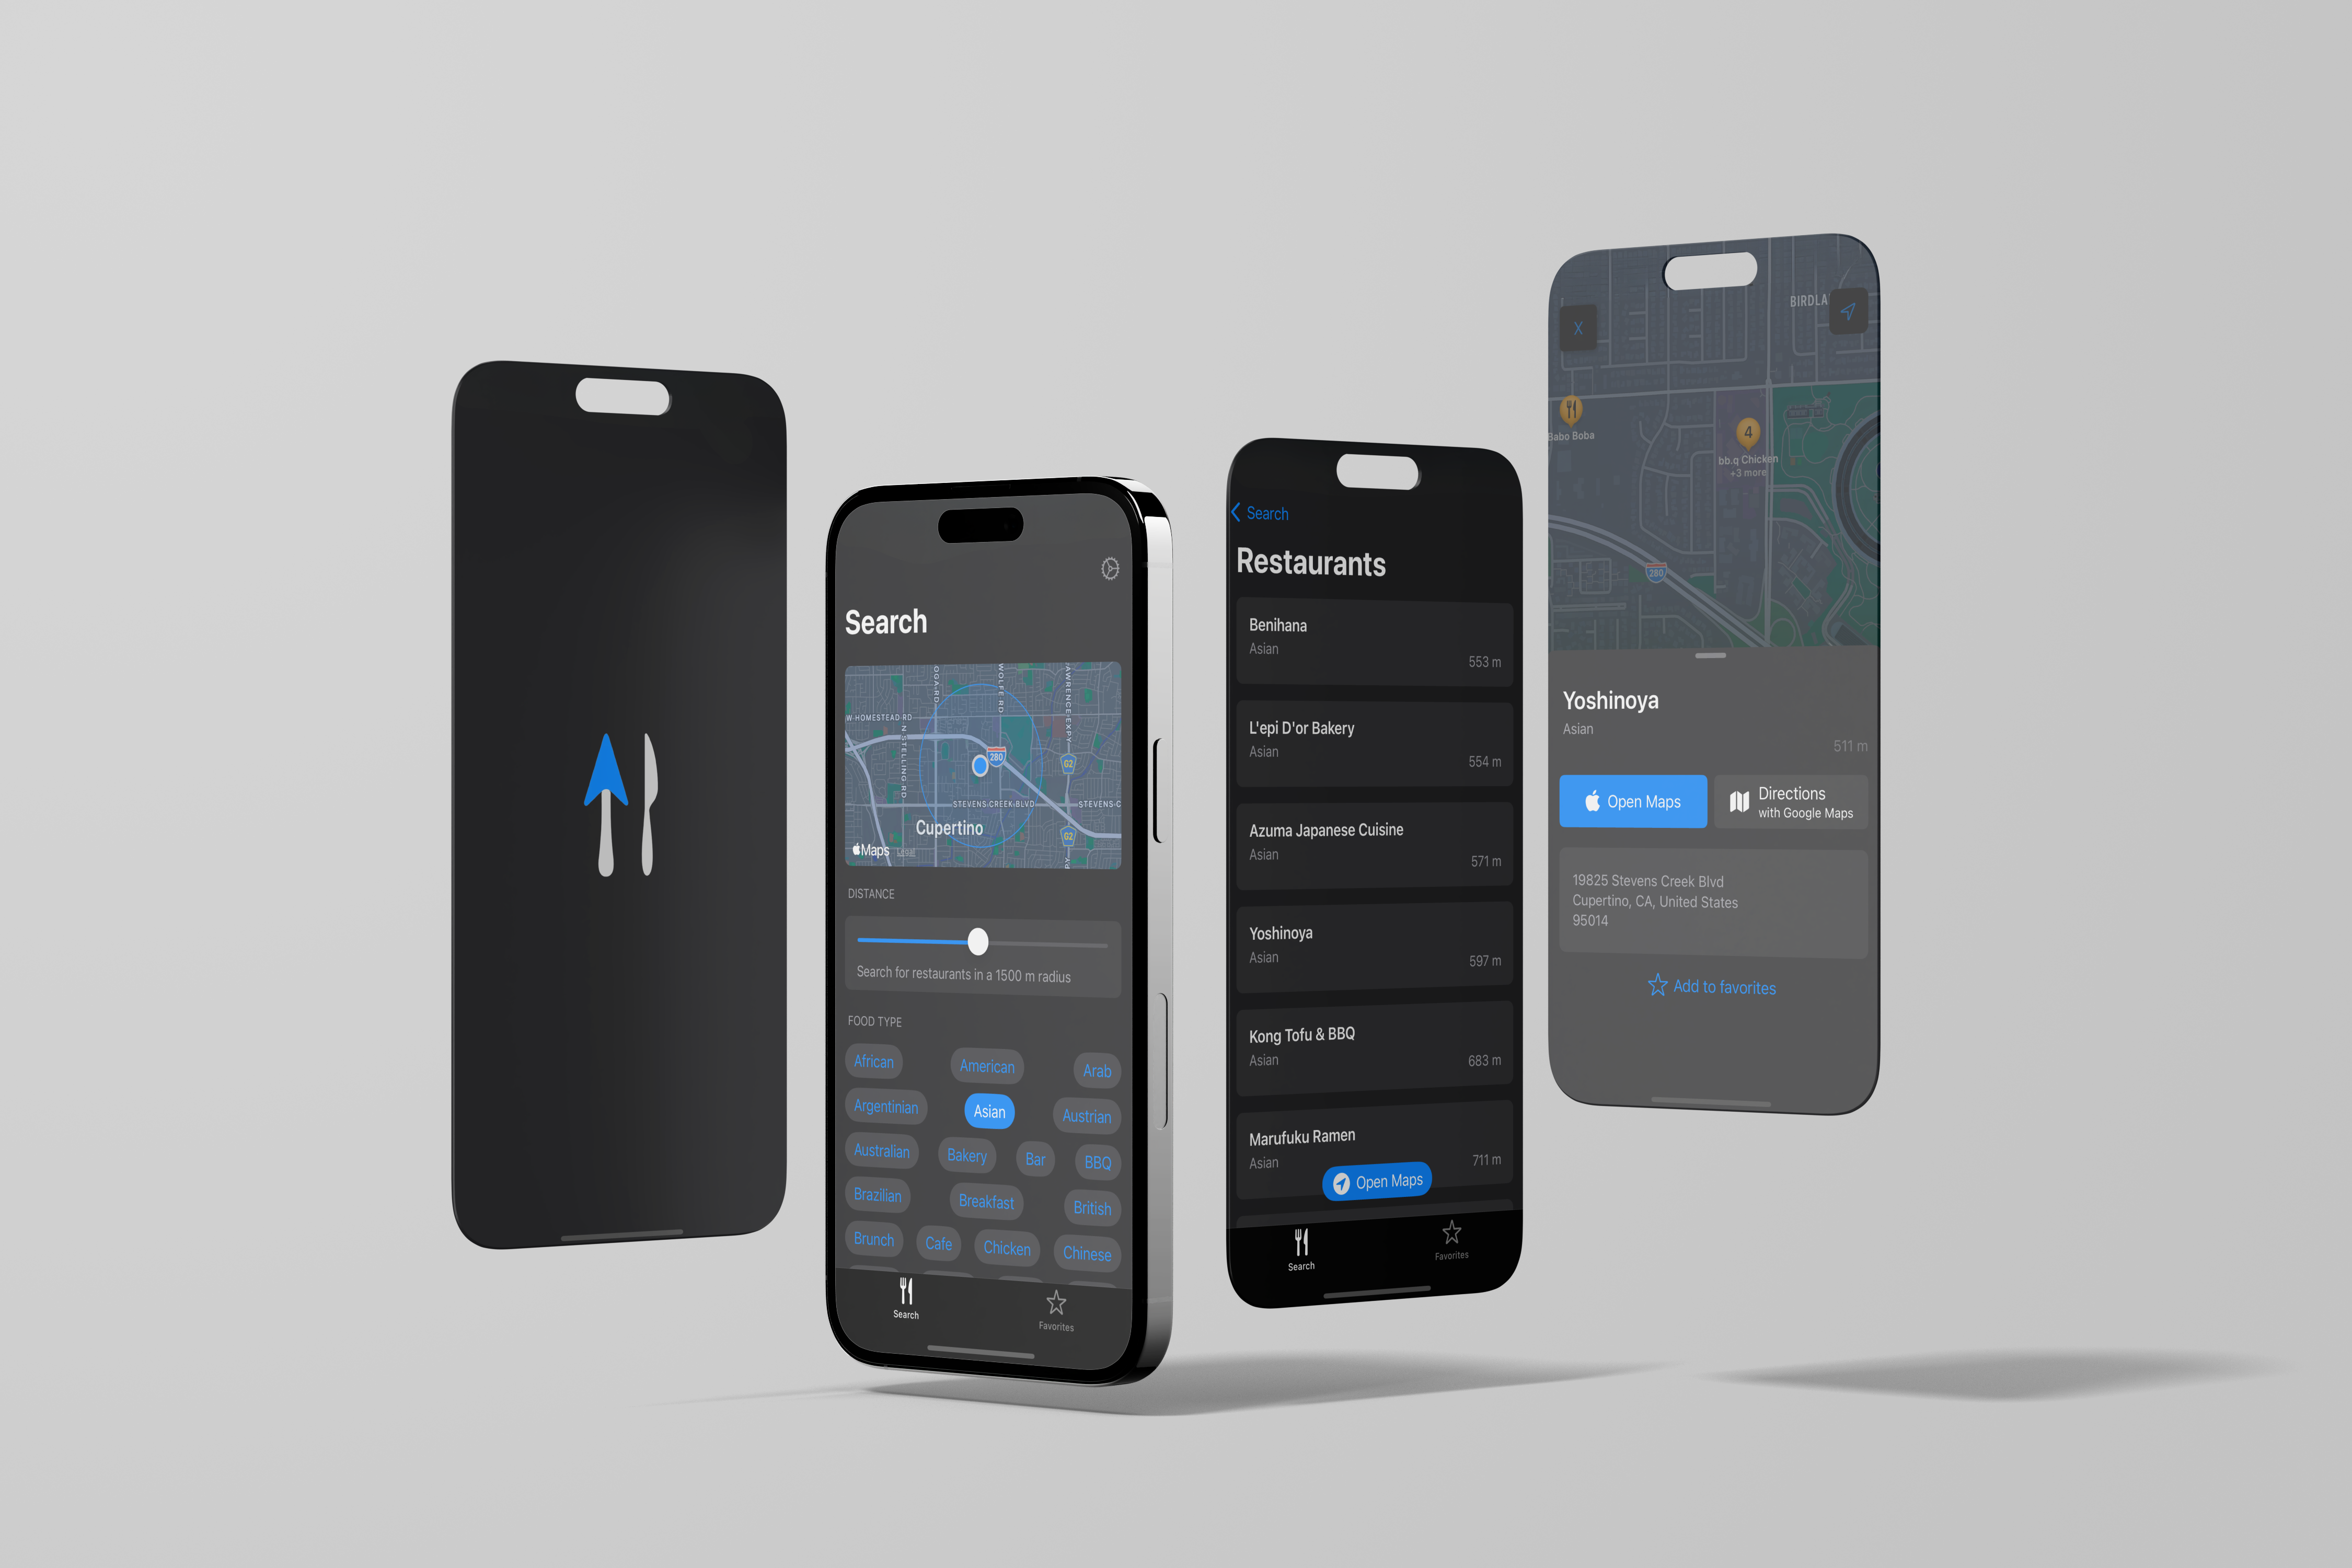 Search
W HOMESTEAD RD
N STELLING RD
WOLFE RD
280
G2
STEVENS CREEK BLVD
STEVENS C
Cupertino
G2
Maps
Legal
DISTANCE
Search for restaurants in a 1500 m radius
FOOD TYPE
African
American
Arab
Argentinian
Asian
Austrian
Australian
Bakery
Bar
BBQ
Brazilian
Breakfast
British
Brunch
Cafe
Chicken
Chinese
Search
Favorites
Search
Restaurants
Benihana
Asian
553 m
L'epi D'or Bakery
Asian
554 m
Azuma Japanese Cuisine
Asian
571 m
Yoshinoya
Asian
597 m
Kong Tofu & BBQ
Asian
683 m
Marufuku Ramen
Asian
711 m
Open Maps
Search
Favorites
BIRDLA
X
Babo Boba
4
bb.q Chicken
+3 more
280
Yoshinoya
Asian
511 m
Open Maps
Directions
with Google Maps
19825 Stevens Creek Blvd
Cupertino, CA, United States
95014
Add to favorites